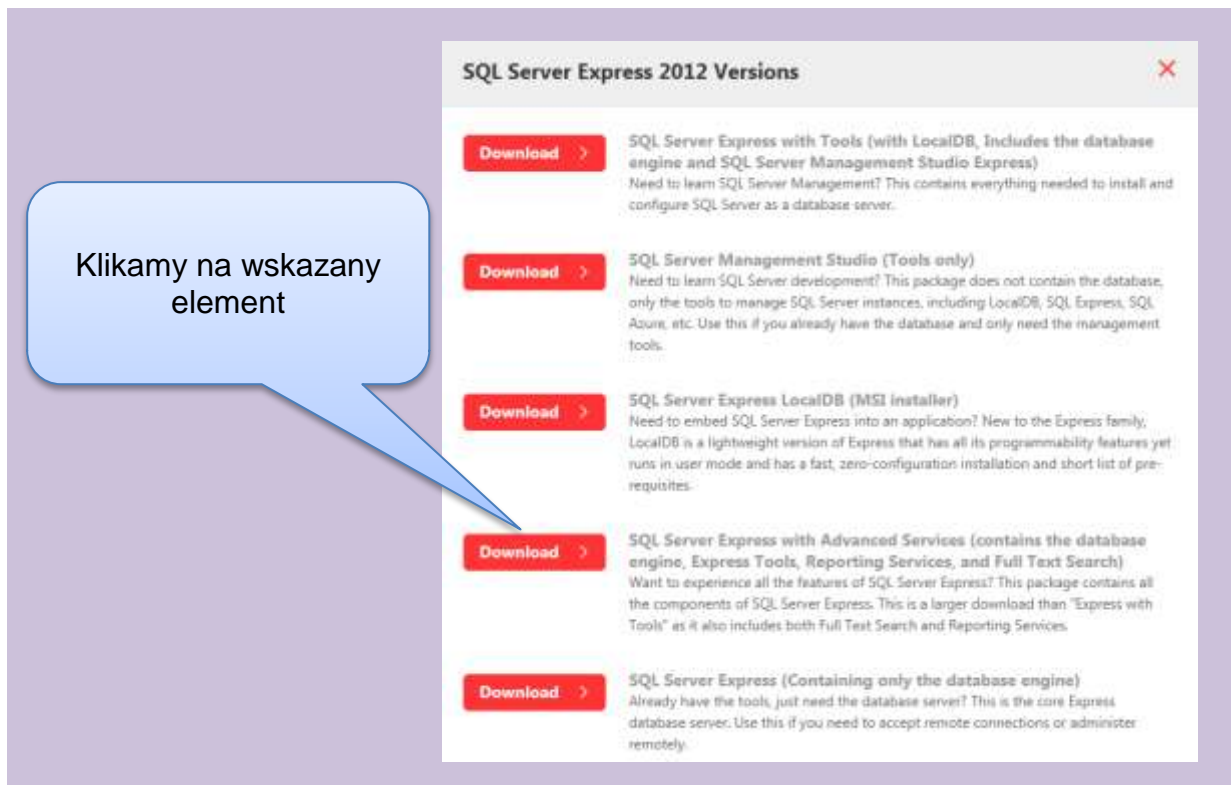 SQL Server Express 2012 Versions
Download
SQL Server Express with Tools (with LocalDB, Includes the database
engine and SQL Server Management Studio Express)
Need to learn SQL Server Management? This contains everything needed to install and
configure SQL Server as a database server.
Klikamy na wskazany
element
Download
SQL Server Management Studio (Tools only)
Need to learn SQL Server development? This package does not contain the database,
only the tools to manage SQL Server instances, including LocalDB, SQL Express, SQL
Azure, etc. Use this if you already have the database and only need the management
tools.
Download
SQL Server Express LocalDB (MSI installer)
Need to embed SQL Server Express into an application? New to the Express family,
LocalDB is a lightweight version of Express that has all its programmability features yet
runs in user mode and has a fast, zero-configuration installation and short list of pre-
requisites.
Download
SQL Server Express with Advanced Services (contains the database
engine, Express Tools, Reporting Services, and Full Text Search)
Want to experience all the features of SQL Server Express? This package contains all
the components of SQL Server Express. This is a larger download than "Express with
Tools" as it also includes both Full Text Search and Reporting Services.
Download
SQL Server Express (Containing only the database engine)
Already have the tools, just need the database server? This is the core Express
database server. Use this if you need to accept remote connections or administer
remotely.